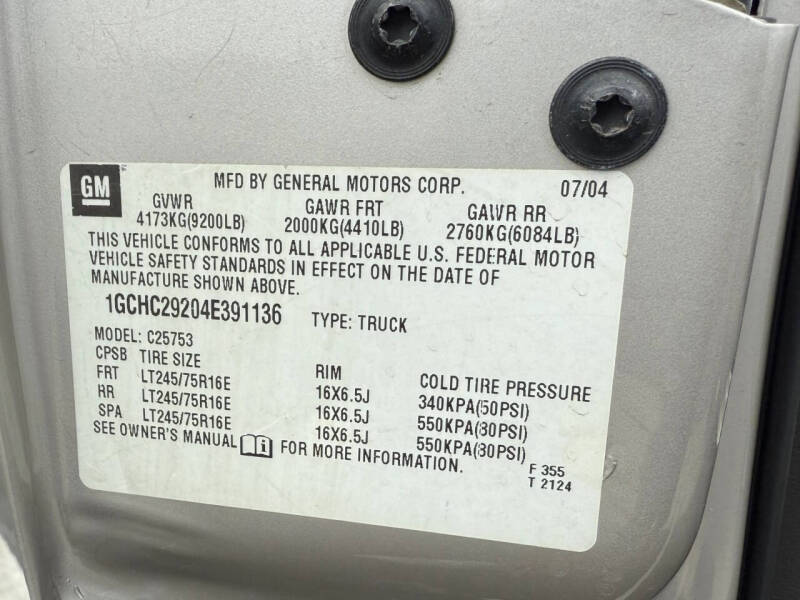 GM MFD BY GENERAL MOTORS CORP. 07/04
GVWR GAWR FRT GAWR RR
4173KG(9200LB) 2000KG(4410LB) 2760KG(6084LB)
THIS VEHICLE CONFORMS TO ALL APPLICABLE U.S. FEDERAL MOTOR
VEHICLE SAFETY STANDARDS IN EFFECT ON THE DATE OF
MANUFACTURE SHOWN ABOVE.
1GCHC29204E391136 TYPE: TRUCK
MODEL: C25753
CPSB TIRE SIZE RIM COLD TIRE PRESSURE
FRT LT245/75R16E 16X6.5J 340KPA(50PSI)
RR LT245/75R16E 16X6.5J 550KPA(80PSI)
SPA LT245/75R16E 16X6.5J 550KPA(80PSI)
SEE OWNER'S MANUAL i FOR MORE INFORMATION.
F 355
T 2124